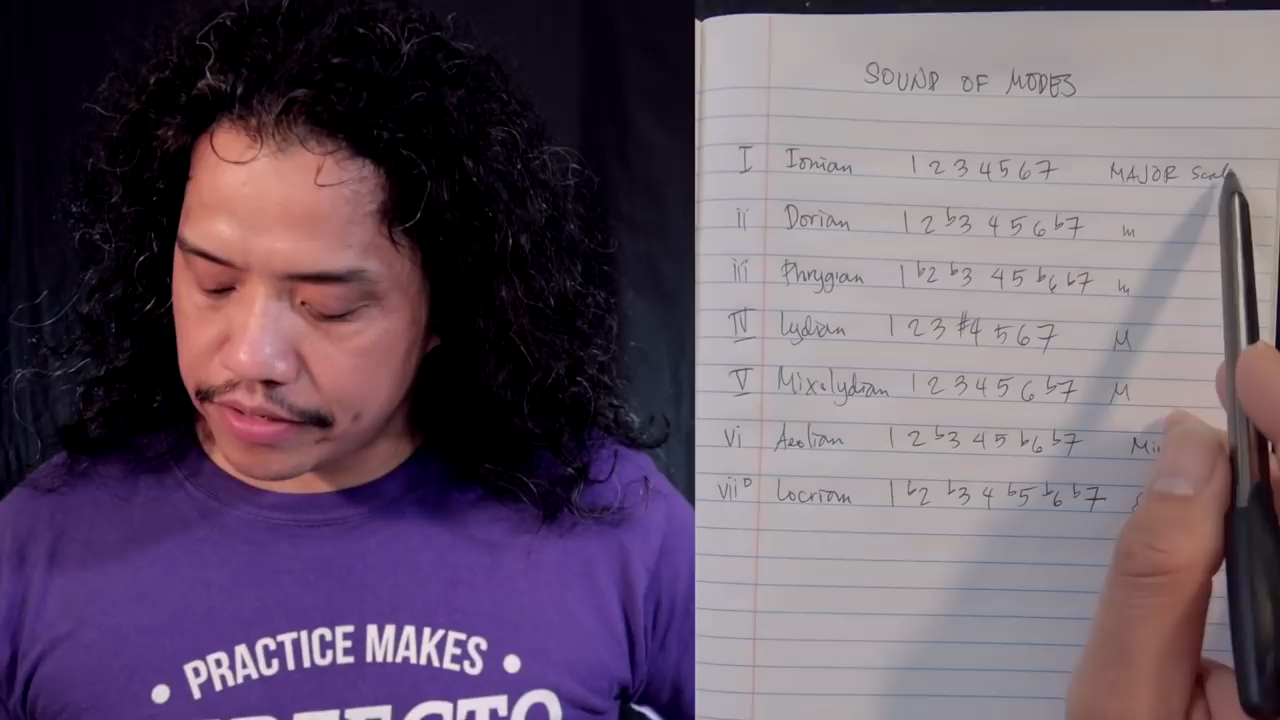 • PRACTICE MAKES •
SOUND OF MODES
I Ionian 1 2 3 4 5 6 7 MAJOR Scale
ii Dorian 1 2 b3 4 5 6 b7 m
iii Phrygian 1 b2 b3 4 5 b6 b7 m
IV Lydian 1 2 3 #4 5 6 7 M
V Mixolydian 1 2 3 4 5 6 b7 M
vi Aeolian 1 2 b3 4 5 b6 b7
vii° Locrian 1 b2 b3 4 b5 b6 b7